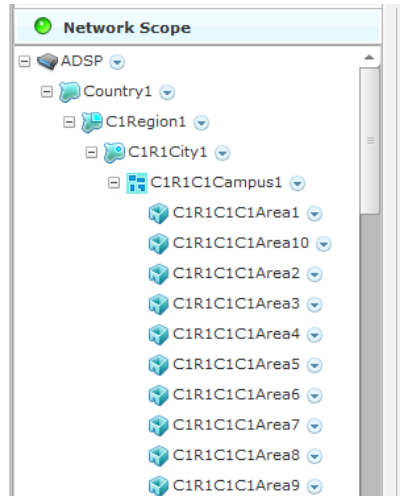 Network Scope
ADSP
Country1
C1Region1
C1R1City1
C1R1C1Campus1
C1R1C1C1Area1
C1R1C1C1Area10
C1R1C1C1Area2
C1R1C1C1Area3
C1R1C1C1Area4
C1R1C1C1Area5
C1R1C1C1Area6
C1R1C1C1Area7
C1R1C1C1Area8
C1R1C1C1Area9